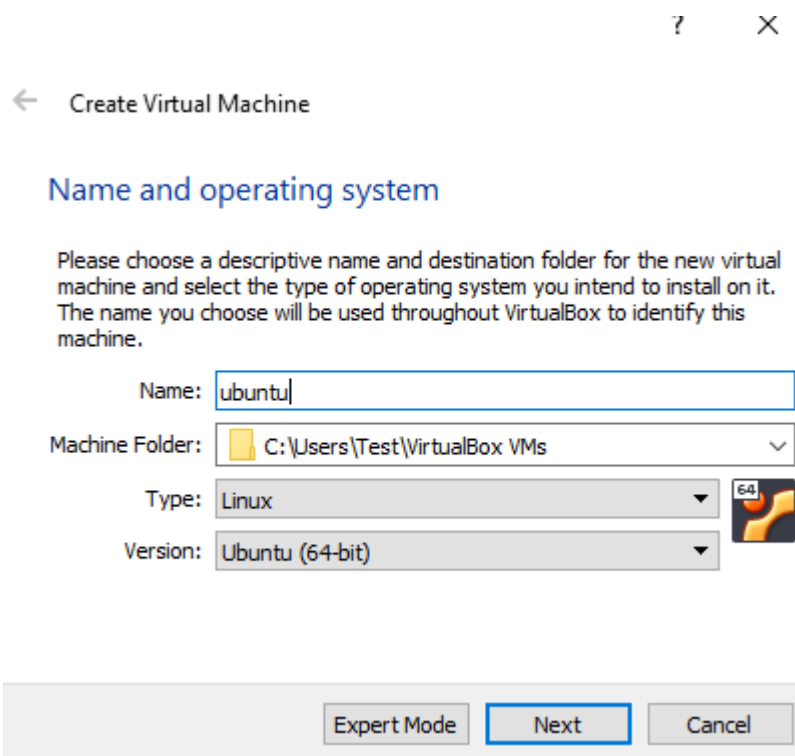 ?
Create Virtual Machine
Name and operating system
Please choose a descriptive name and destination folder for the new virtual
machine and select the type of operating system you intend to install on it.
The name you choose will be used throughout VirtualBox to identify this
machine.
Name: ubuntu
Machine Folder: C:\Users\Test\VirtualBox VMs
Type: Linux
64
Version: Ubuntu (64-bit)
Expert Mode Next Cancel